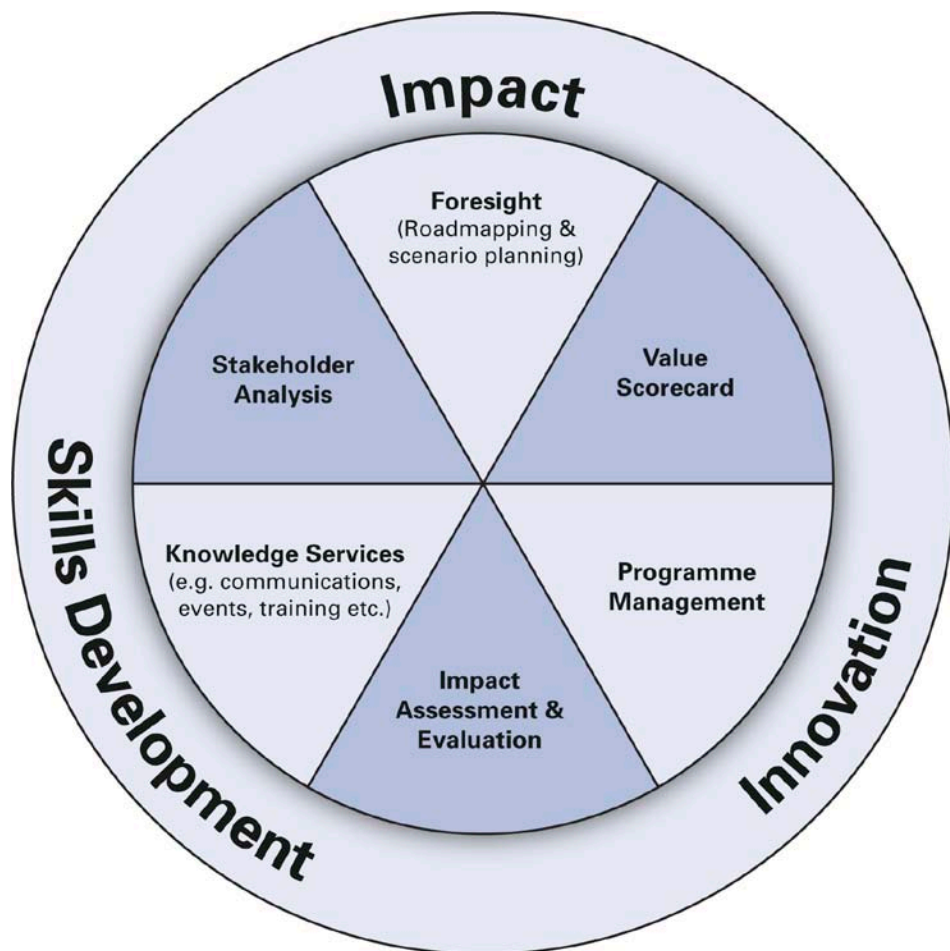 Impact
Foresight
(Roadmapping &
scenario planning)
Stakeholder
Analysis
Value
Scorecard
Knowledge Services
(e.g. communications,
events, training etc.)
Programme
Management
Impact
Assessment &
Evaluation
Skills Development
Innovation